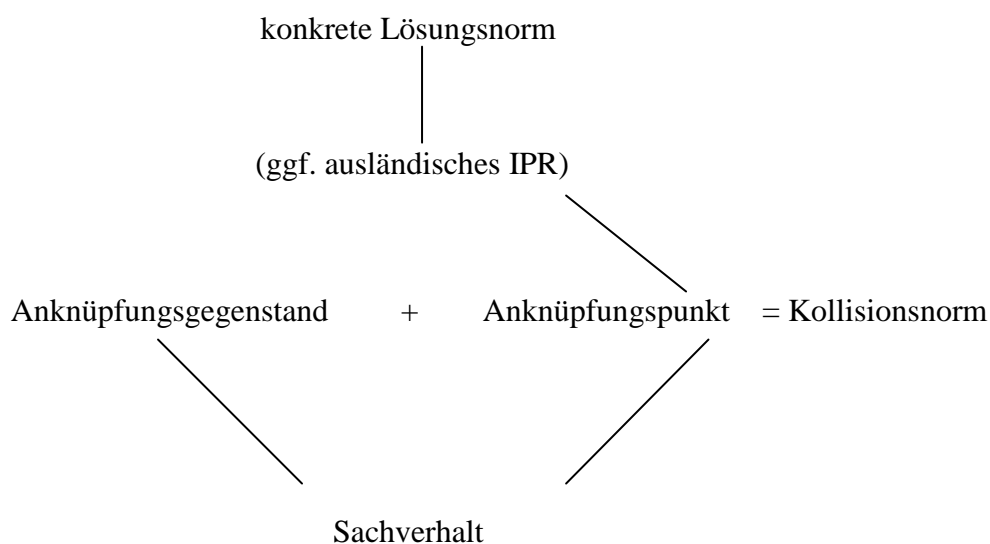 konkrete Lösungsnorm
(ggf. ausländisches IPR)
Anknüpfungsgegenstand + Anknüpfungspunkt = Kollisionsnorm
Sachverhalt